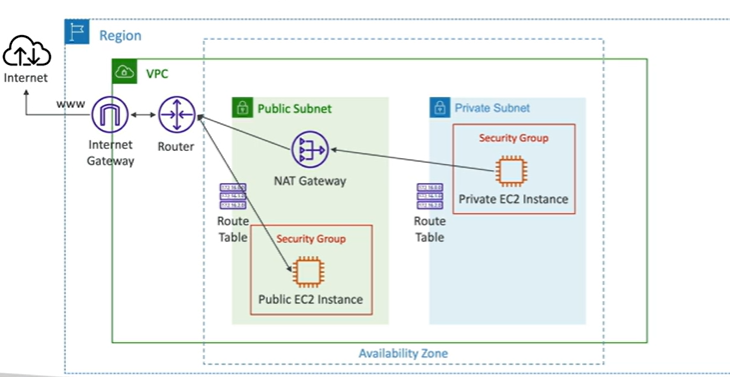 Region
Internet
VPC
www
Internet
Gateway
Router
Public Subnet
Private Subnet
Security Group
NAT Gateway
Private EC2 Instance
Route
Table
Route
Table
Security Group
Public EC2 Instance
Availability Zone